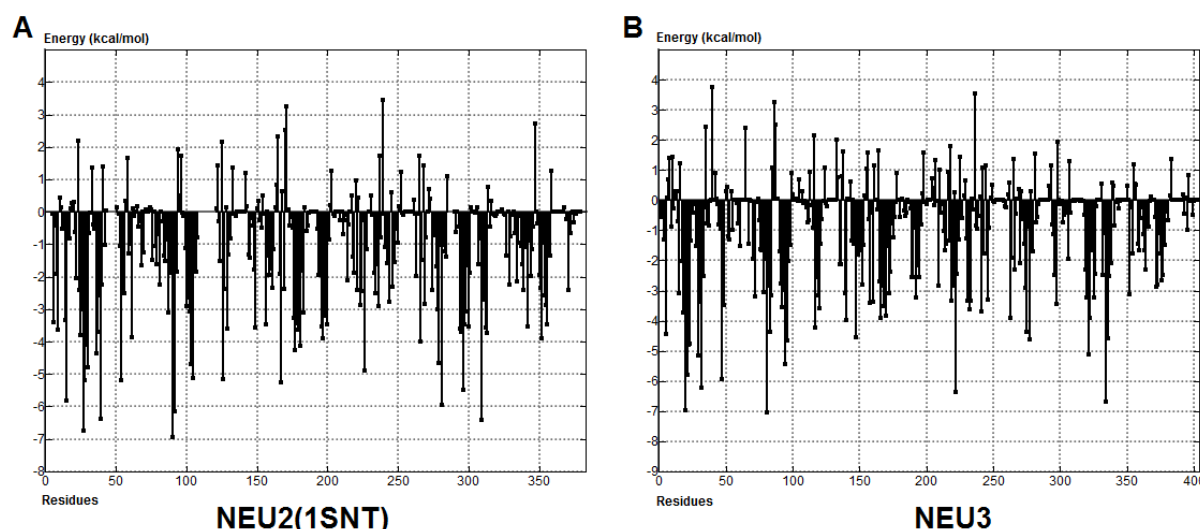 A
Energy (kcal/mol)
4
3
2
1
0
-1
-2
-3
-4
-5
-6
-7
-8
0 50 100 150 200 250 300 350
Residues
NEU2(1SNT)
B
Energy (kcal/mol)
4
3
2
1
0
-1
-2
-3
-4
-5
-6
-7
-8
-9
0 50 100 150 200 250 300 350 400
Residues
NEU3